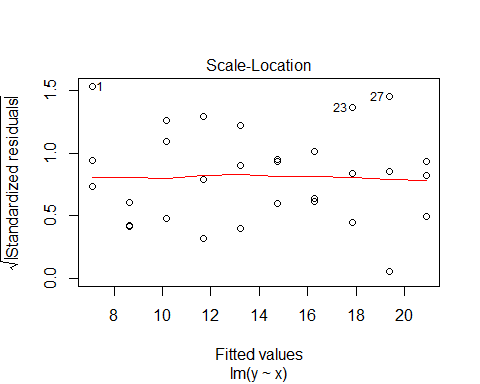 Scale-Location
√|Standardized residuals|
1.5
1.0
0.5
0.0
1
23
27
8 10 12 14 16 18 20
Fitted values
lm(y ~ x)